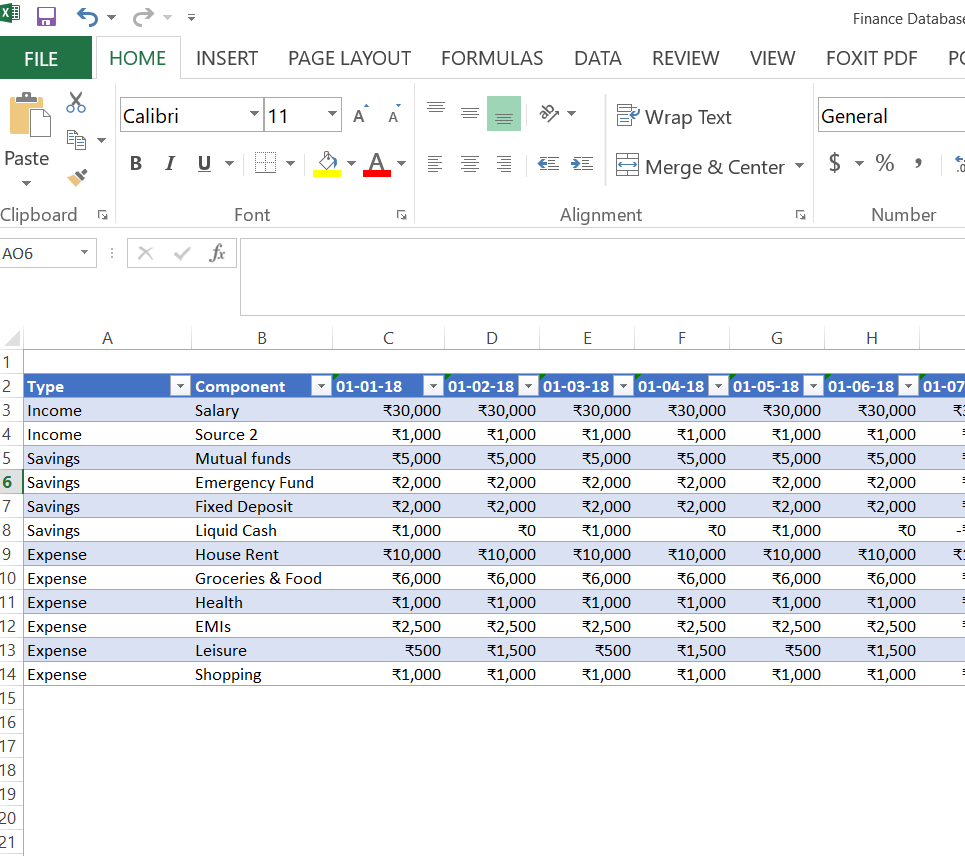 Finance Database
FILE HOME INSERT PAGE LAYOUT FORMULAS DATA REVIEW VIEW FOXIT PDF
Calibri 11 A A Wrap Text General
Paste B I U A Merge & Center $ % ,
Clipboard Font Alignment Number
AO6 fx
A B C D E F G H
1
2 Type Component 01-01-18 01-02-18 01-03-18 01-04-18 01-05-18 01-06-18 01-07
3 Income Salary ₹30,000 ₹30,000 ₹30,000 ₹30,000 ₹30,000 ₹30,000
4 Income Source 2 ₹1,000 ₹1,000 ₹1,000 ₹1,000 ₹1,000 ₹1,000
5 Savings Mutual funds ₹5,000 ₹5,000 ₹5,000 ₹5,000 ₹5,000 ₹5,000
6 Savings Emergency Fund ₹2,000 ₹2,000 ₹2,000 ₹2,000 ₹2,000 ₹2,000
7 Savings Fixed Deposit ₹2,000 ₹2,000 ₹2,000 ₹2,000 ₹2,000 ₹2,000
8 Savings Liquid Cash ₹1,000 ₹0 ₹1,000 ₹0 ₹1,000 ₹0
9 Expense House Rent ₹10,000 ₹10,000 ₹10,000 ₹10,000 ₹10,000 ₹10,000
10 Expense Groceries & Food ₹6,000 ₹6,000 ₹6,000 ₹6,000 ₹6,000 ₹6,000
11 Expense Health ₹1,000 ₹1,000 ₹1,000 ₹1,000 ₹1,000 ₹1,000
12 Expense EMIs ₹2,500 ₹2,500 ₹2,500 ₹2,500 ₹2,500 ₹2,500
13 Expense Leisure ₹500 ₹1,500 ₹500 ₹1,500 ₹500 ₹1,500
14 Expense Shopping ₹1,000 ₹1,000 ₹1,000 ₹1,000 ₹1,000 ₹1,000
15
16
17
18
19
20
21